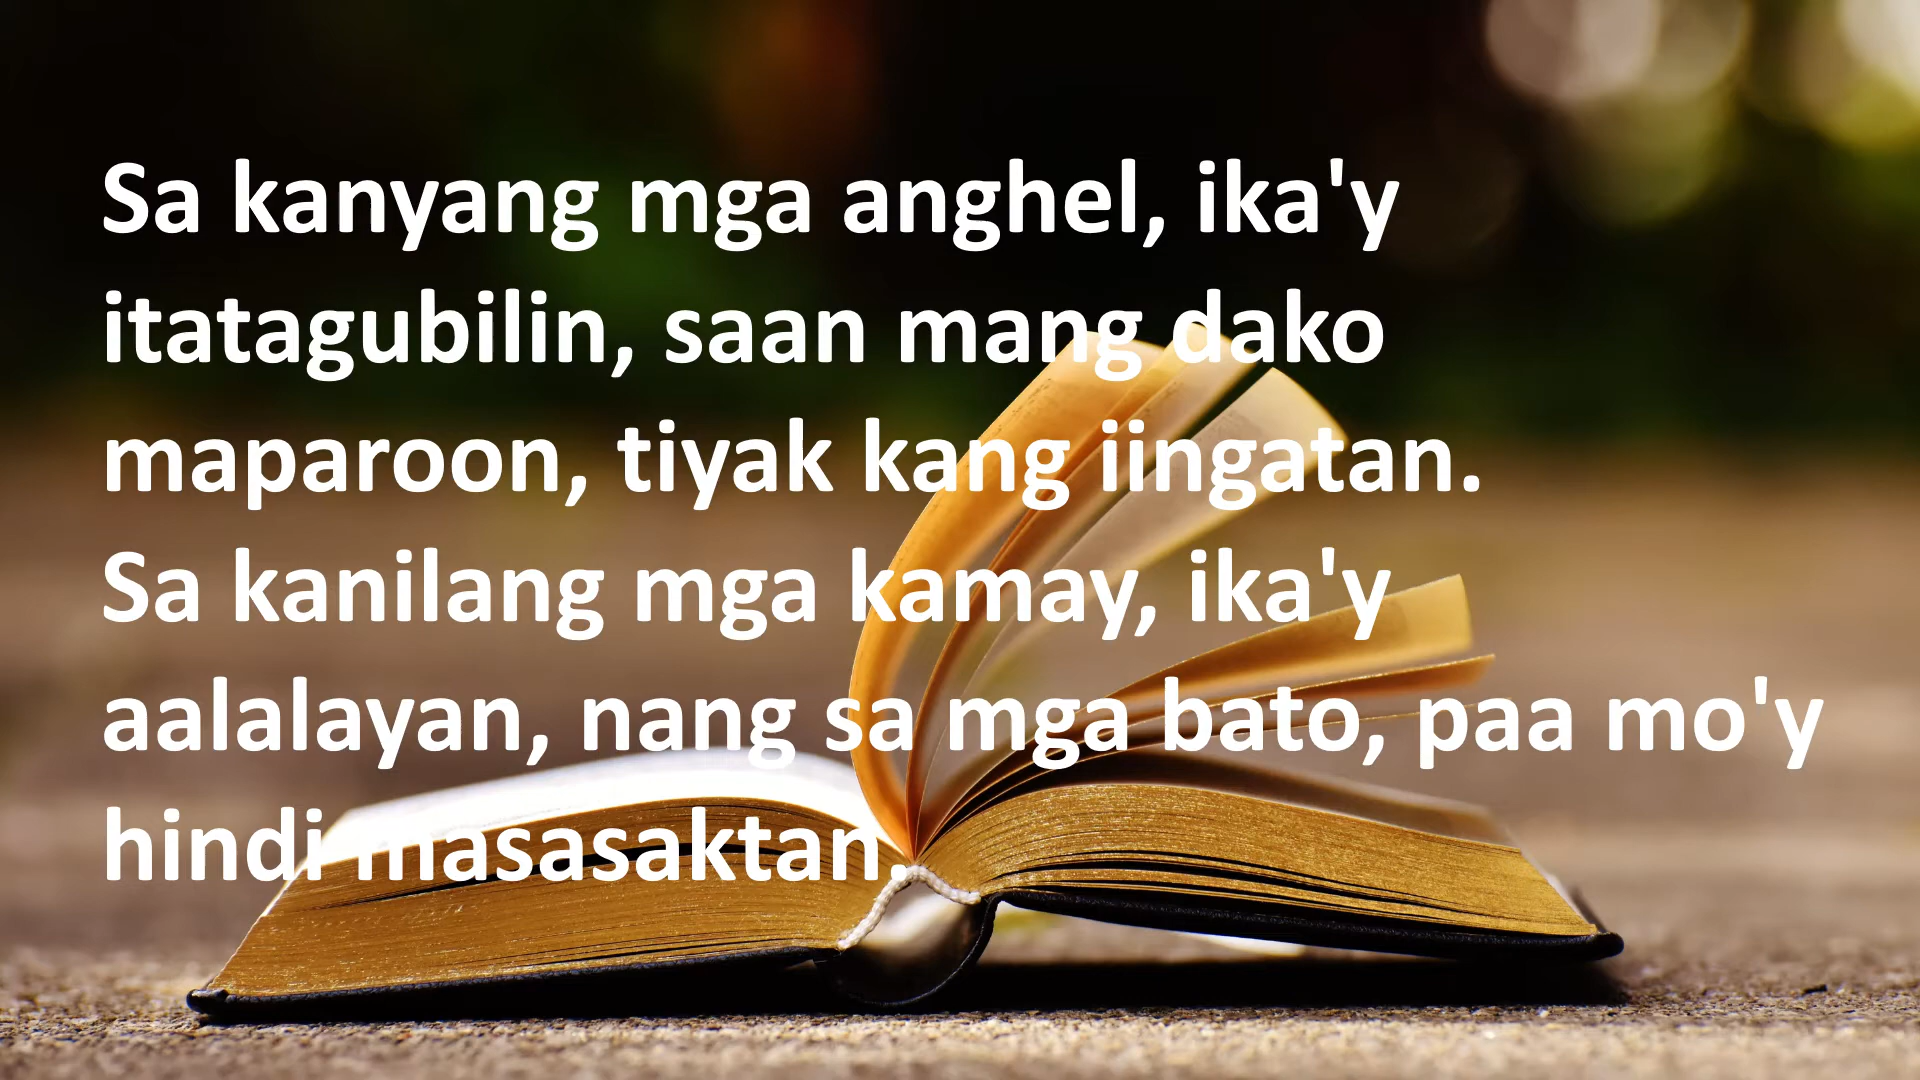 Sa kanyang mga anghel, ika'y
itatagubilin, saan mang dako
maparoon, tiyak kang iingatan.
Sa kanilang mga kamay, ika'y
aalalayan, nang sa mga bato, paa mo'y
hindi masasaktan.